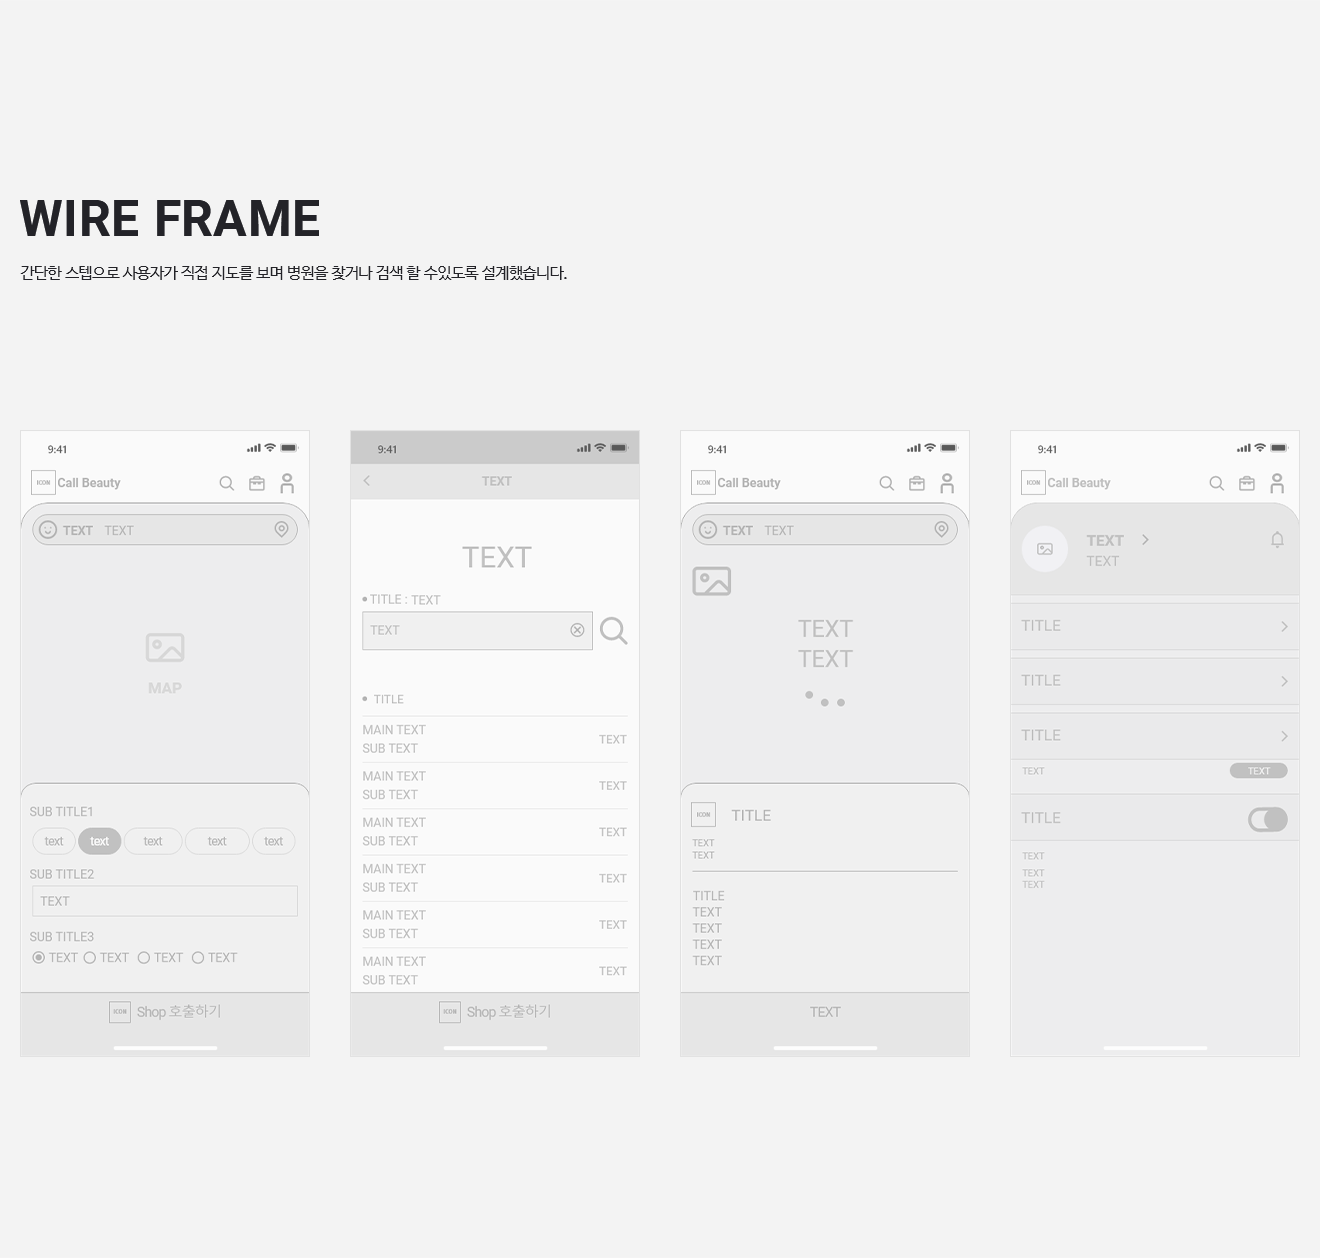 WIRE FRAME
간단한 스텝으로 사용자가 직접 지도를 보며 병원을 찾거나 검색 할 수있도록 설계했습니다.
9:41
ICON Call Beauty
TEXT TEXT
MAP
SUB TITLE1
text text text text text
SUB TITLE2
TEXT
SUB TITLE3
TEXT TEXT TEXT TEXT
ICON Shop 호출하기
9:41
TEXT
TEXT
TITLE : TEXT
TEXT
TITLE
MAIN TEXT
SUB TEXT
TEXT
MAIN TEXT
SUB TEXT
TEXT
MAIN TEXT
SUB TEXT
TEXT
MAIN TEXT
SUB TEXT
TEXT
MAIN TEXT
SUB TEXT
TEXT
MAIN TEXT
SUB TEXT
TEXT
ICON Shop 호출하기
9:41
ICON Call Beauty
TEXT TEXT
TEXT
TEXT
ICON TITLE
TEXT
TEXT
TITLE
TEXT
TEXT
TEXT
TEXT
TEXT
9:41
ICON Call Beauty
TEXT
TEXT
TITLE
TITLE
TITLE
TEXT TEXT
TITLE
TEXT
TEXT
TEXT